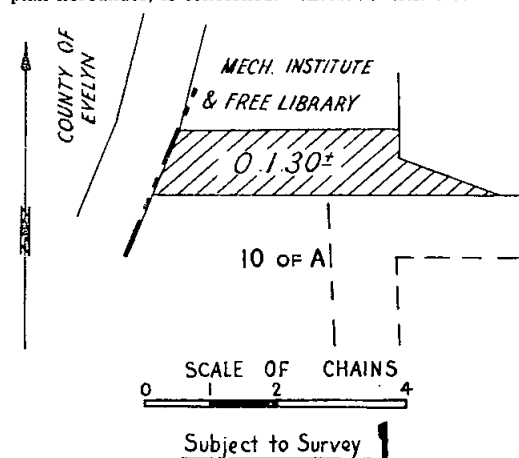 COUNTY OF
EVELYN
MECH. INSTITUTE
& FREE LIBRARY
0.1.30±
10 OF A
SCALE OF CHAINS
0 1 2 4
Subject to Survey